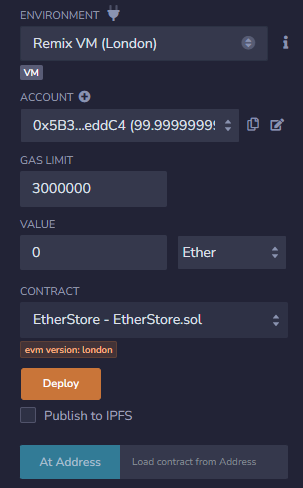 ENVIRONMENT
Remix VM (London)
VM
ACCOUNT
0x5B3...eddC4 (99.99999999
GAS LIMIT
3000000
VALUE
0
Ether
CONTRACT
EtherStore - EtherStore.sol
evm version: london
Deploy
Publish to IPFS
At Address
Load contract from Address